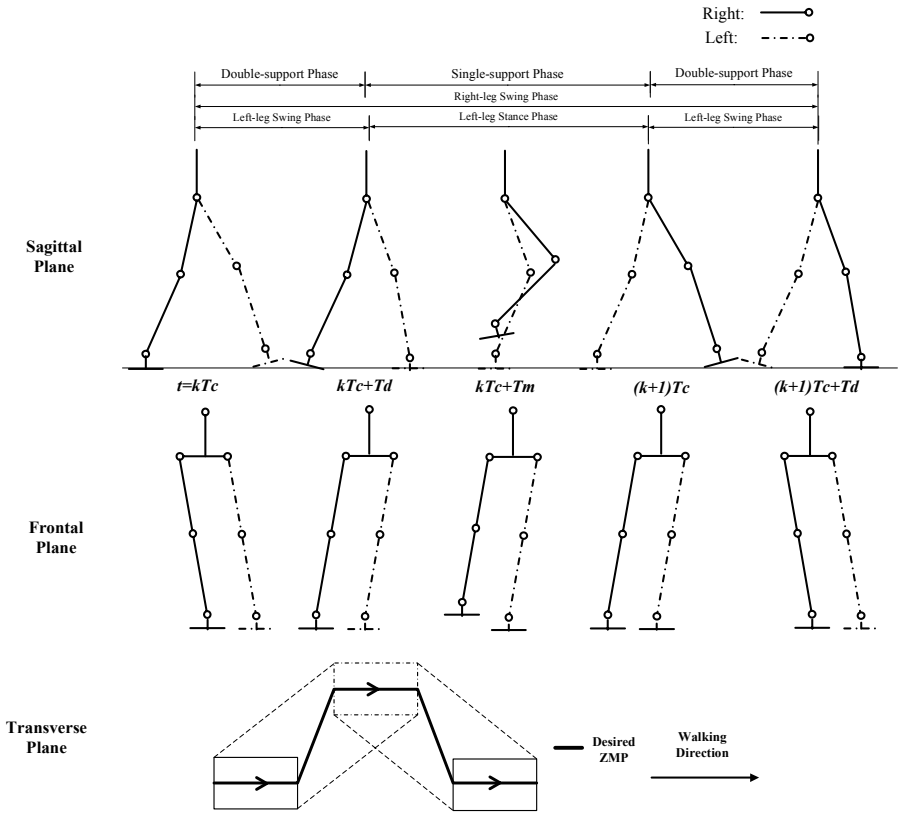 Right:
Left:
Double-support Phase Single-support Phase Double-support Phase
Right-leg Swing Phase
Left-leg Swing Phase Left-leg Stance Phase Left-leg Swing Phase
Sagittal
Plane
t=kTc kTc+Td kTc+Tm (k+1)Tc (k+1)Tc+Td
Frontal
Plane
Transverse
Plane
Desired
ZMP
Walking
Direction